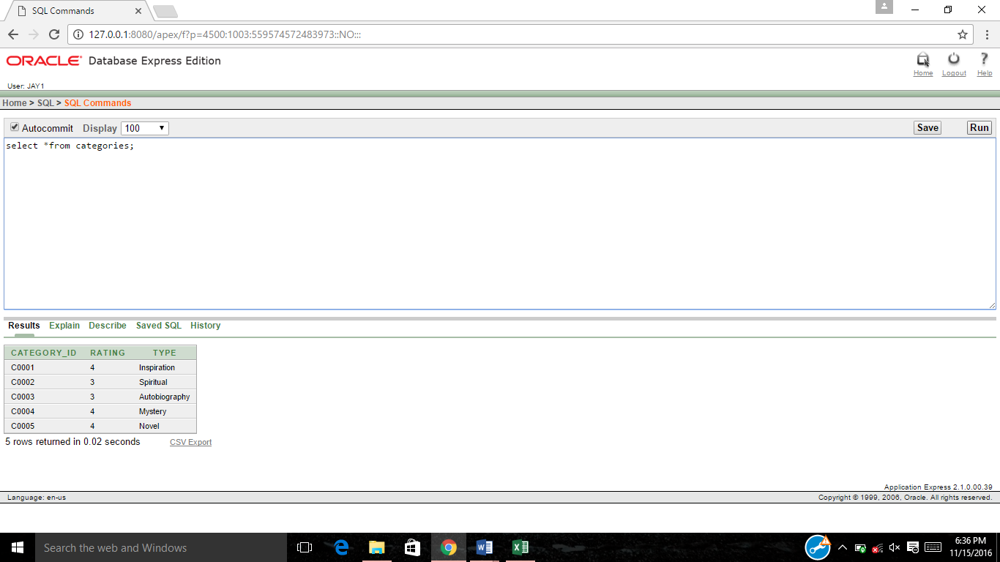 SQL Commands
127.0.0.1:8080/apex/f?p=4500:1003:559574572483973::NO:::
ORACLE Database Express Edition
Home Logout Help
User: JAY1
Home > SQL > SQL Commands
Autocommit Display 100 Save Run
select *from categories;
Results Explain Describe Saved SQL History
CATEGORY_ID RATING TYPE
C0001 4 Inspiration
C0002 3 Spiritual
C0003 3 Autobiography
C0004 4 Mystery
C0005 4 Novel
5 rows returned in 0.02 seconds CSV Export
Application Express 2.1.0.00.39
Language: en-us Copyright © 1999, 2006, Oracle. All rights reserved.
Search the web and Windows
6:36 PM
11/15/2016